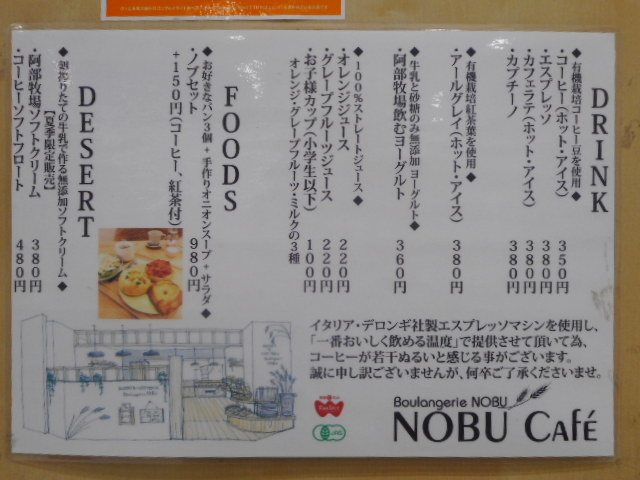 DRINK
◆有機栽培コーヒー豆を使用◆
・コーヒー(ホット・アイス) 350円
・エスプレッソ 380円
・カフェラテ(ホット・アイス) 380円
・カプチーノ 380円
◆有機栽培紅茶葉を使用◆
・アールグレイ(ホット・アイス) 380円
◆牛乳と砂糖のみ無添加ヨーグルト◆
・阿部牧場飲むヨーグルト 360円
◆100%ストレートジュース◆
・オレンジジュース 220円
・グレープフルーツジュース 220円
・お子様カップ(小学生以下) 100円
オレンジ・グレープフルーツ・ミルクの3種
FOODS
◆お好きなパン3個+手作りオニオンスープ+サラダ◆
・ノブセット 980円
+150円(コーヒー、紅茶付)
DESERT
◆朝搾りたての牛乳で作る無添加ソフトクリーム◆
・阿部牧場ソフトクリーム 380円
【夏季限定販売】
・コーヒーソフトフロート 480円
イタリア・デロンギ社製エスプレッソマシンを使用し、
「一番おいしく飲める温度」で提供させて頂いて為、
コーヒーが若干ぬるいと感じる事がございます。
誠に申し訳ございませんが、何卒ご了承くださいませ。
Boulangerie NOBU
NOBU Café
JAS